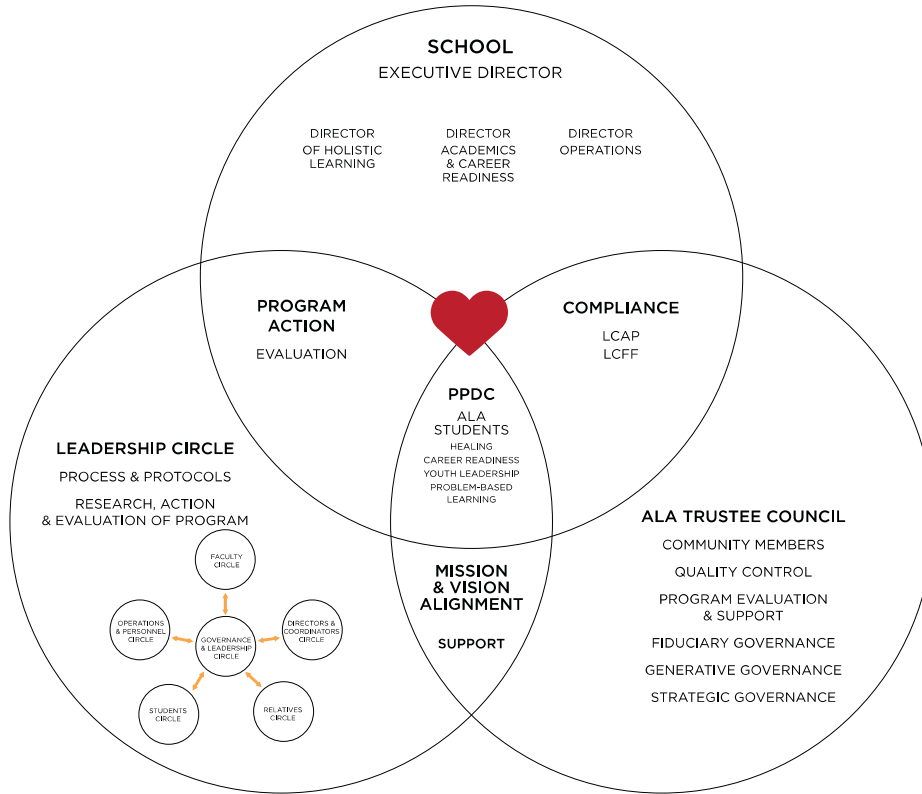 SCHOOL
EXECUTIVE DIRECTOR
DIRECTOR
OF HOLISTIC
LEARNING
DIRECTOR
ACADEMICS
& CAREER
READINESS
DIRECTOR
OPERATIONS
PROGRAM
ACTION
EVALUATION
COMPLIANCE
LCAP
LCFF
PPDC
ALA
STUDENTS
HEALING
CAREER READINESS
YOUTH LEADERSHIP
PROBLEM-BASED
LEARNING
LEADERSHIP CIRCLE
PROCESS & PROTOCOLS
RESEARCH, ACTION
& EVALUATION OF PROGRAM
FACULTY
CIRCLE
OPERATIONS
& PERSONNEL
CIRCLE
GOVERNANCE
& LEADERSHIP
CIRCLE
DIRECTORS &
COORDINATORS
CIRCLE
STUDENTS
CIRCLE
RELATIVES
CIRCLE
MISSION
& VISION
ALIGNMENT
SUPPORT
ALA TRUSTEE COUNCIL
COMMUNITY MEMBERS
QUALITY CONTROL
PROGRAM EVALUATION
& SUPPORT
FIDUCIARY GOVERNANCE
GENERATIVE GOVERNANCE
STRATEGIC GOVERNANCE